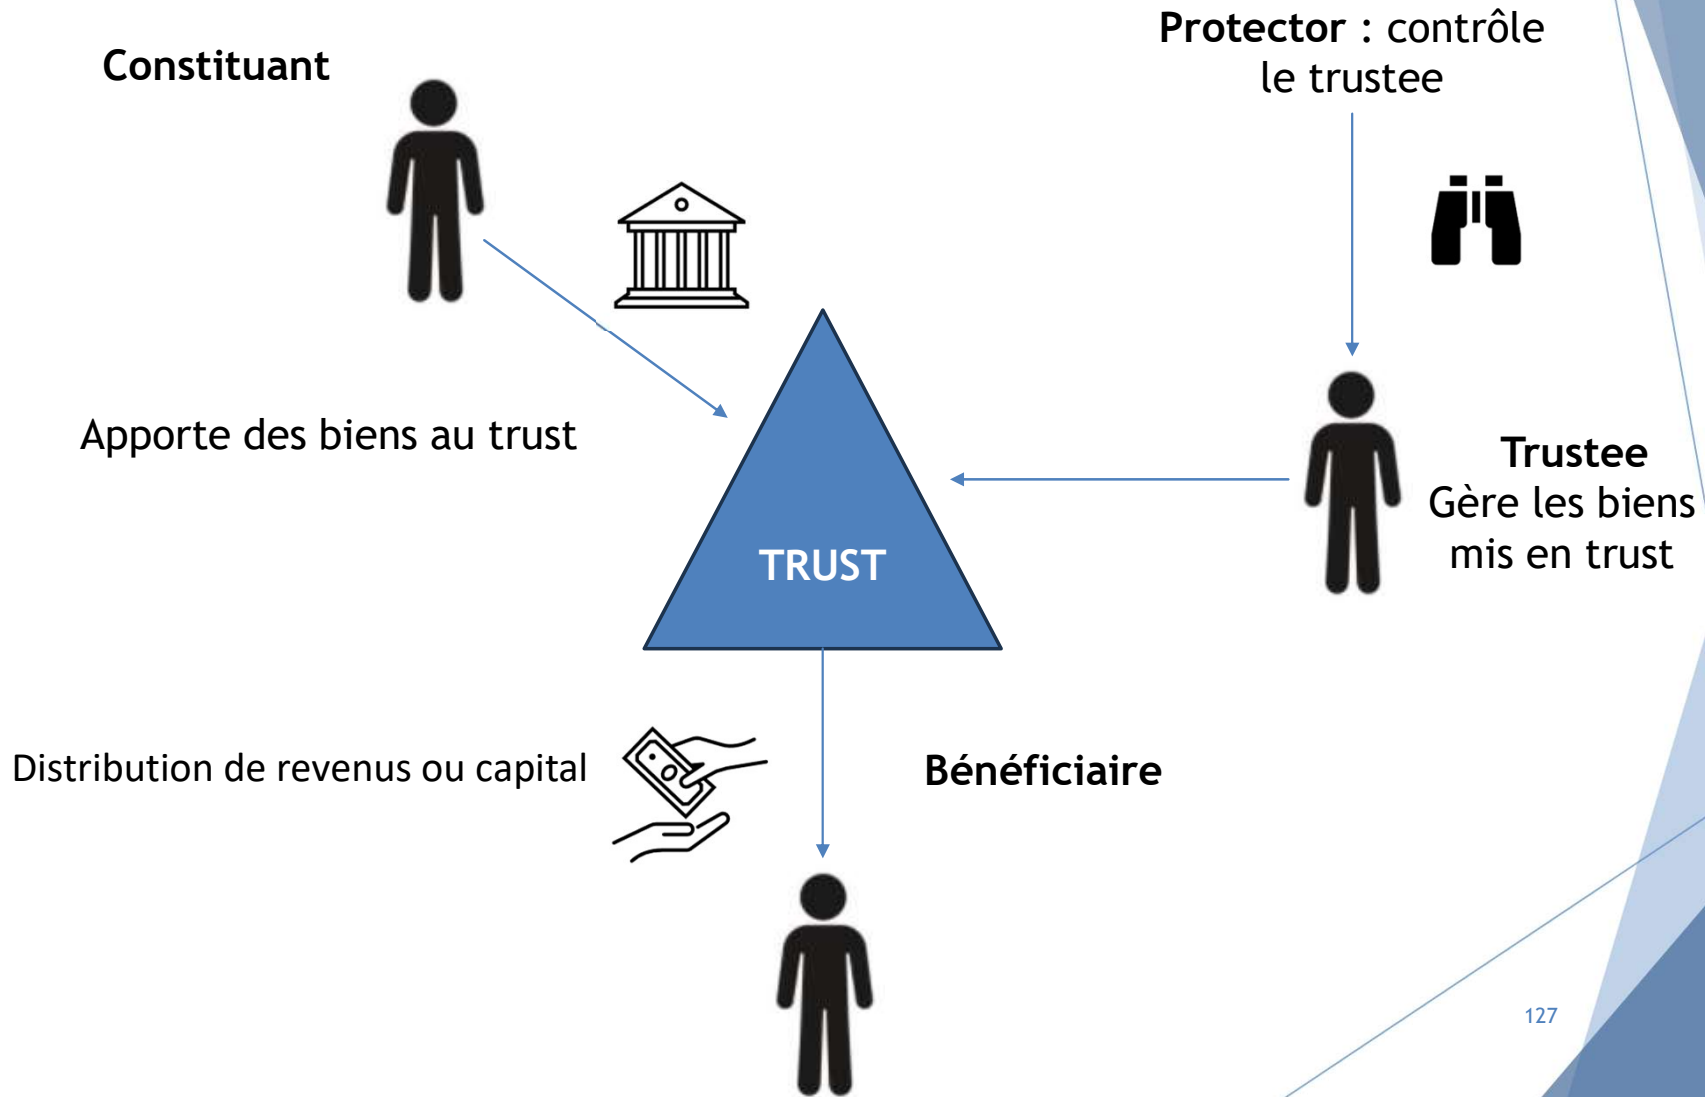 Constituant
Protector : contrôle
le trustee
Apporte des biens au trust
Trustee
Gère les biens
mis en trust
TRUST
Distribution de revenus ou capital
Bénéficiaire
127